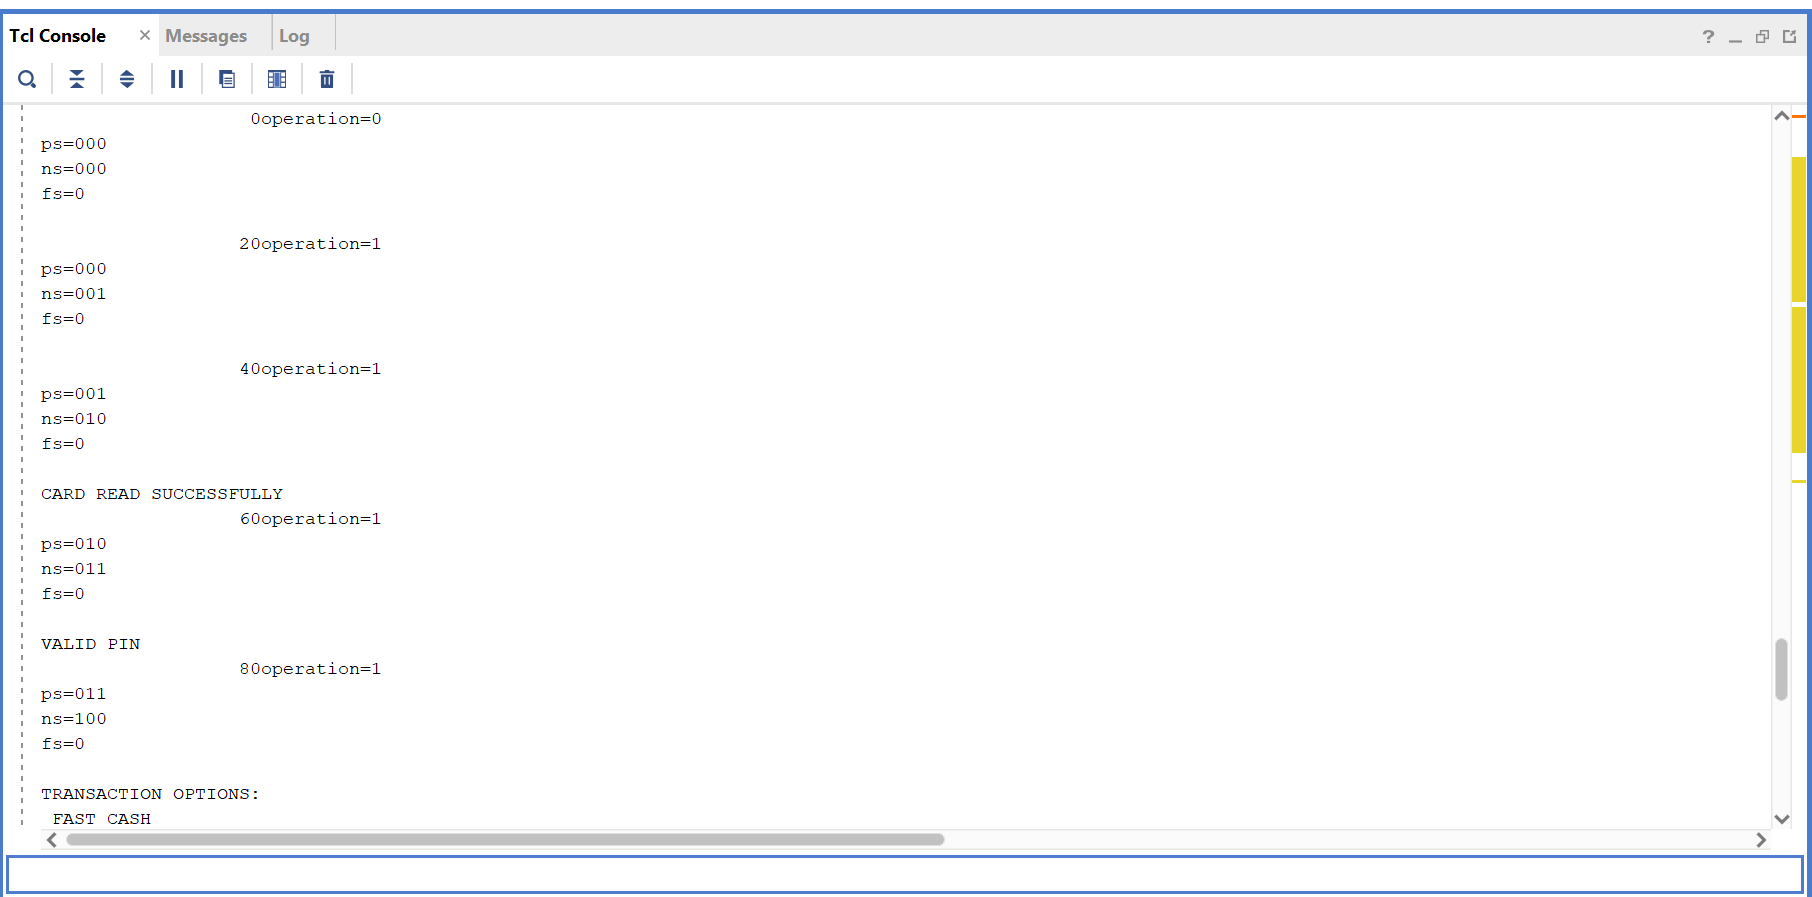 Tcl Console × Messages Log ?
0operation=0
ps=000
ns=000
fs=0
20operation=1
ps=000
ns=001
fs=0
40operation=1
ps=001
ns=010
fs=0
CARD READ SUCCESSFULLY
60operation=1
ps=010
ns=011
fs=0
VALID PIN
80operation=1
ps=011
ns=100
fs=0
TRANSACTION OPTIONS:
FAST CASH